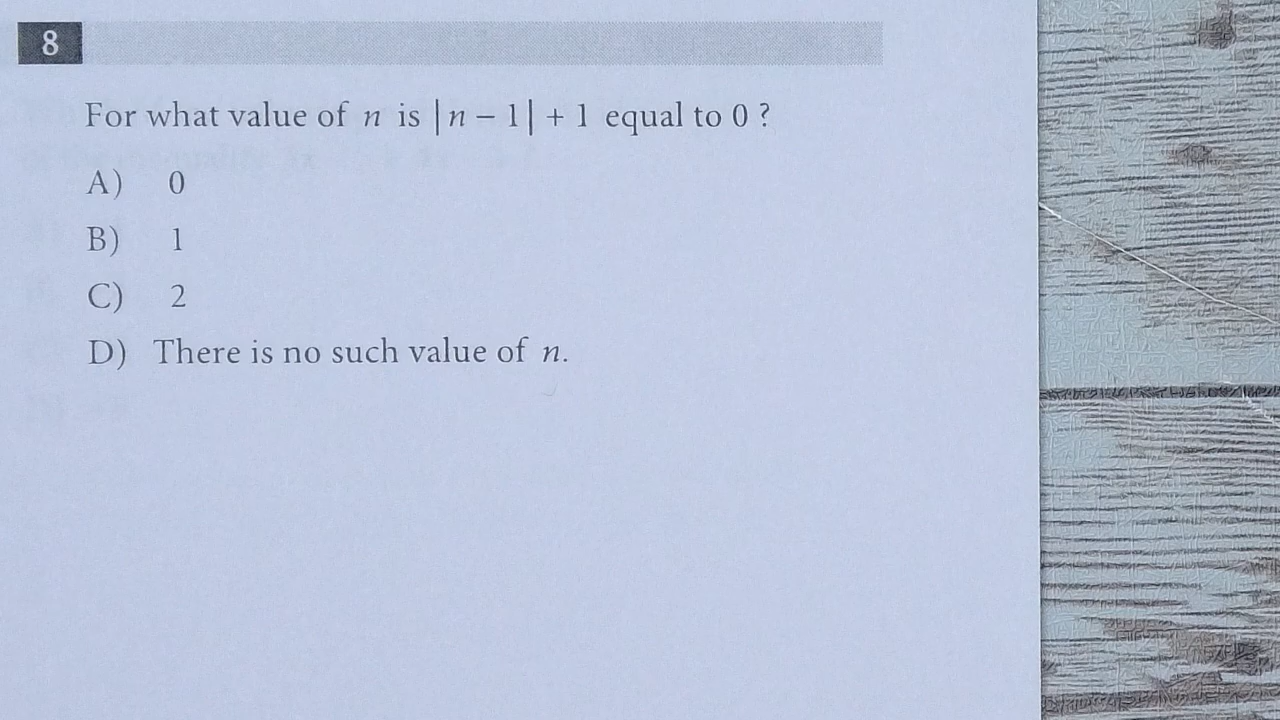 8
For what value of n is |n − 1| + 1 equal to 0 ?
A) 0
B) 1
C) 2
D) There is no such value of n.